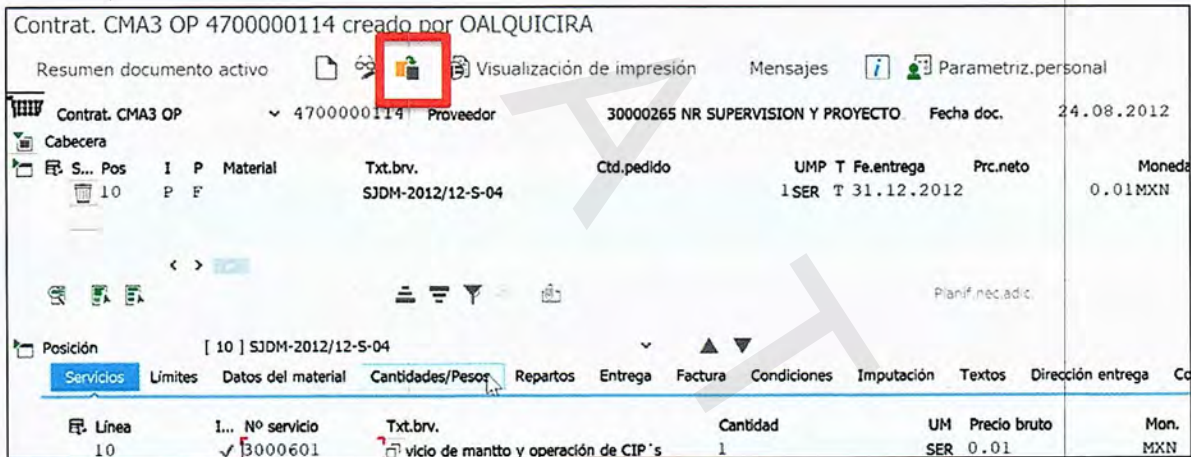 Contrat. CMA3 OP 4700000114 creado por OALQUICIRA
Resumen documento activo Visualización de impresión Mensajes i Parametriz.personal
Contrat. CMA3 OP 4700000114 Proveedor 30000265 NR SUPERVISION Y PROYECTO Fecha doc. 24.08.2012
Cabecera
S... Pos I P Material Txt.brv. Ctd.pedido UMP T Fe.entrega Prc.neto Moneda
10 P F SJDM-2012/12-S-04 1 SER T 31.12.2012 0.01 MXN
Planif.nec.adic.
Posición [ 10 ] SJDM-2012/12-S-04
Servicios Límites Datos del material Cantidades/Pesos Repartos Entrega Factura Condiciones Imputación Textos Dirección entrega Co
Línea I... Nº servicio Txt.brv. Cantidad UM Precio bruto Mon.
10 3000601 vicio de mantto y operación de CIP´s 1 SER 0.01 MXN
A
T